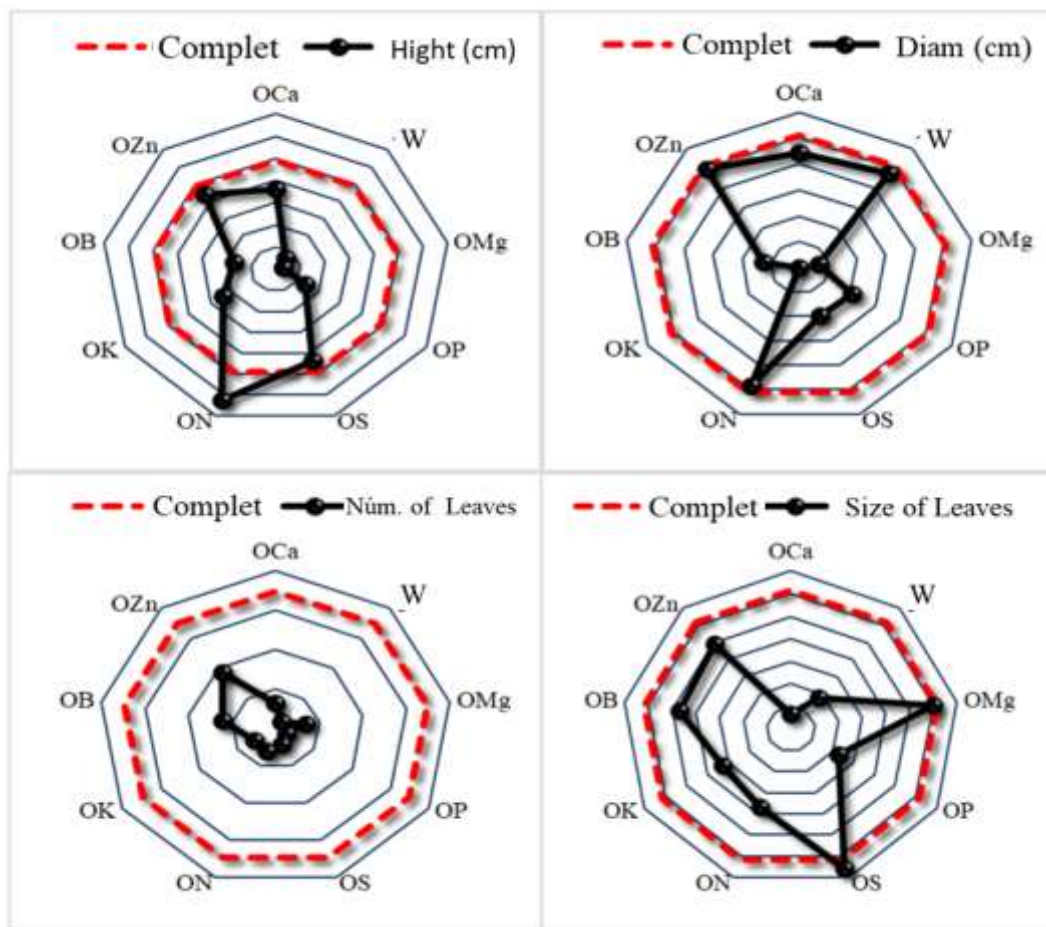 Complet Hight (cm)
OCa
OZn W
OB OMg
OK OP
ON OS
Complet Diam (cm)
OCa
OZn W
OB OMg
OK OP
ON OS
Complet Núm. of Leaves
OCa
OZn W
OB OMg
OK OP
ON OS
Complet Size of Leaves
OCa
OZn W
OB OMg
OK OP
ON OS